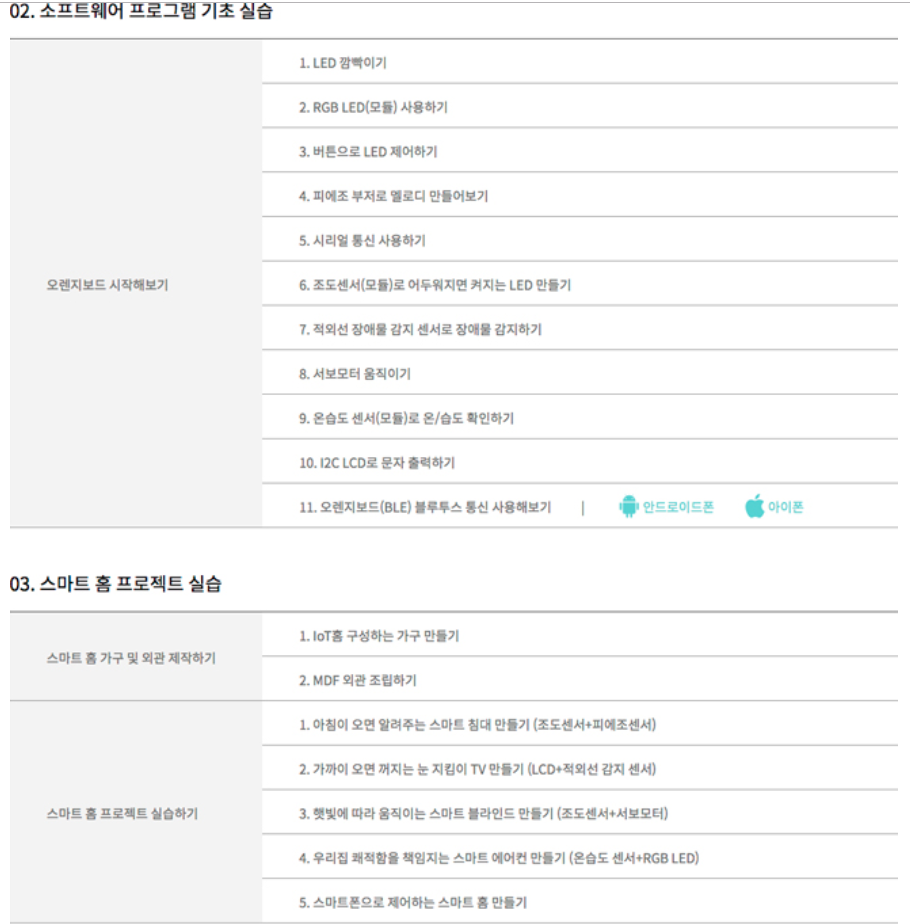 02. 소프트웨어 프로그램 기초 실습
1. LED 깜빡이기
2. RGB LED(모듈) 사용하기
3. 버튼으로 LED 제어하기
4. 피에조 부저로 멜로디 만들어보기
5. 시리얼 통신 사용하기
오렌지보드 시작해보기
6. 조도센서(모듈)로 어두워지면 켜지는 LED 만들기
7. 적외선 장애물 감지 센서로 장애물 감지하기
8. 서보모터 움직이기
9. 온습도 센서(모듈)로 온/습도 확인하기
10. I2C LCD로 문자 출력하기
11. 오렌지보드(BLE) 블루투스 통신 사용해보기 | 안드로이드폰 아이폰
03. 스마트 홈 프로젝트 실습
스마트 홈 가구 및 외관 제작하기
1. IoT홈 구성하는 가구 만들기
2. MDF 외관 조립하기
스마트 홈 프로젝트 실습하기
1. 아침이 오면 알려주는 스마트 침대 만들기 (조도센서+피에조센서)
2. 가까이 오면 꺼지는 눈 지킴이 TV 만들기 (LCD+적외선 감지 센서)
3. 햇빛에 따라 움직이는 스마트 블라인드 만들기 (조도센서+서보모터)
4. 우리집 쾌적함을 책임지는 스마트 에어컨 만들기 (온습도 센서+RGB LED)
5. 스마트폰으로 제어하는 스마트 홈 만들기